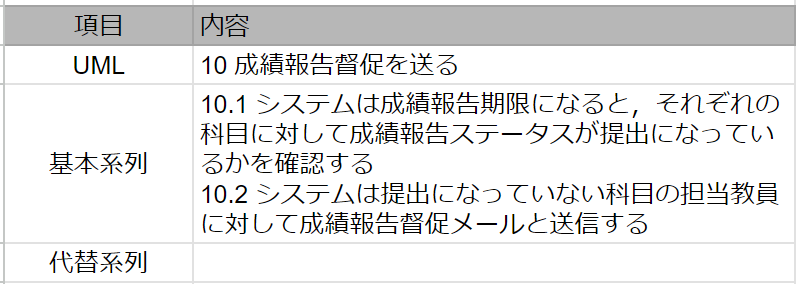 項目 内容
UML 10 成績報告督促を送る
基本系列
10.1 システムは成績報告期限になると，それぞれの
科目に対して成績報告ステータスが提出になってい
るかを確認する
10.2 システムは提出になっていない科目の担当教員
に対して成績報告督促メールと送信する
代替系列